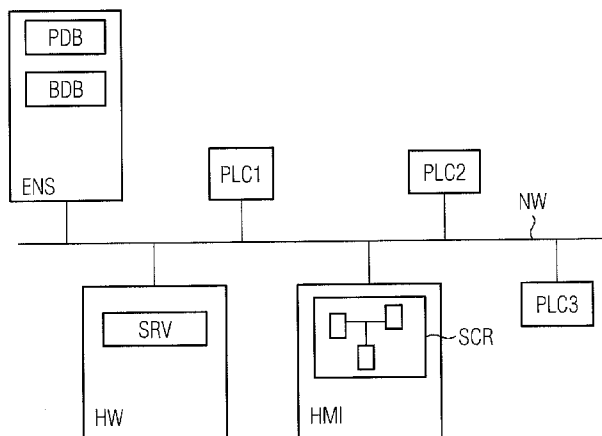 PDB
BDB
ENS
PLC1
PLC2
NW
PLC3
SRV
HW
SCR
HMI